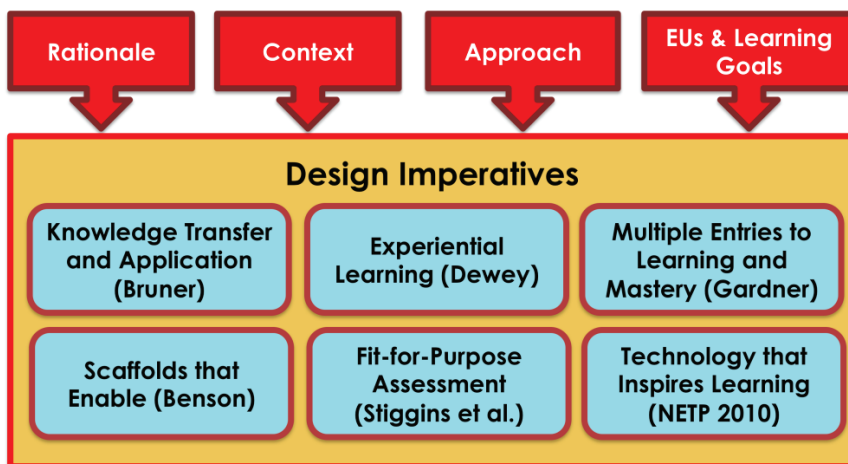 Rationale
Context
Approach
EUs & Learning
Goals
Design Imperatives
Knowledge Transfer
and Application
(Bruner)
Experiential
Learning (Dewey)
Multiple Entries to
Learning and
Mastery (Gardner)
Scaffolds that
Enable (Benson)
Fit-for-Purpose
Assessment
(Stiggins et al.)
Technology that
Inspires Learning
(NETP 2010)